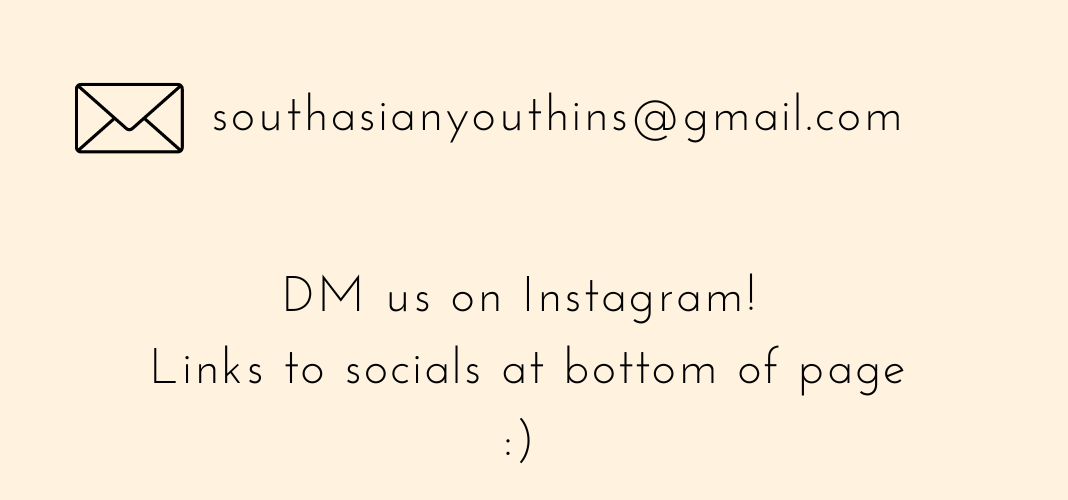 southasianyouthins@gmail.com
DM us on Instagram!
Links to socials at bottom of page
:)